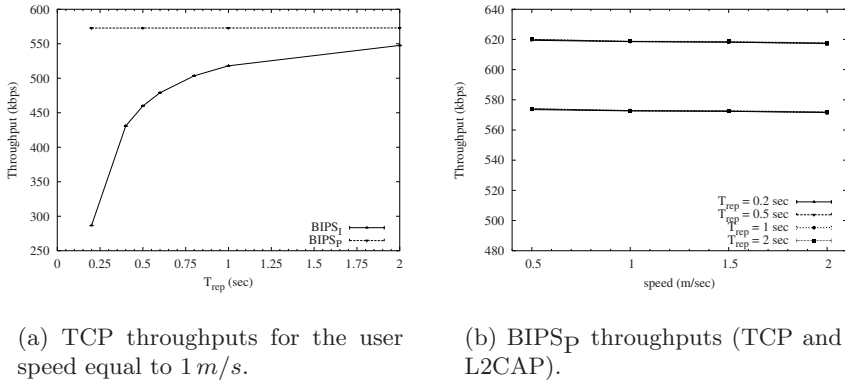 600
550
500
450
400
350
300
250
Throughput (kbps)
0 0.25 0.5 0.75 1 1.25 1.5 1.75 2
T_rep (sec)
BIPS_I
BIPS_P
(a) TCP throughputs for the user
speed equal to 1 m/s.
640
620
600
580
560
540
520
500
480
Throughput (kbps)
0.5 1 1.5 2
speed (m/sec)
T_rep = 0.2 sec
T_rep = 0.5 sec
T_rep = 1 sec
T_rep = 2 sec
(b) BIPS_P throughputs (TCP and
L2CAP).